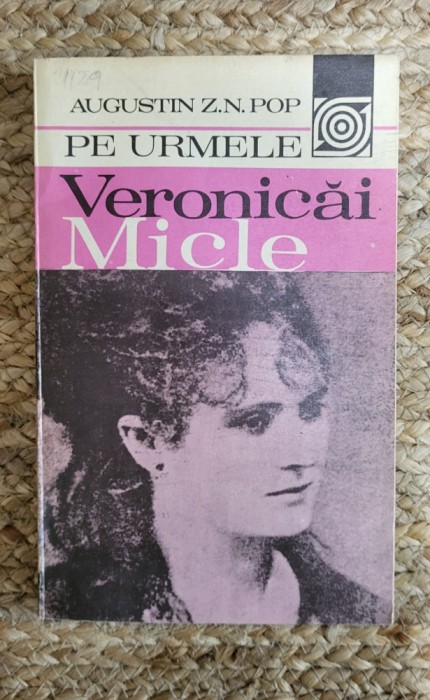 AUGUSTIN Z.N. POP
PE URMELE
Veronicăi
Micle